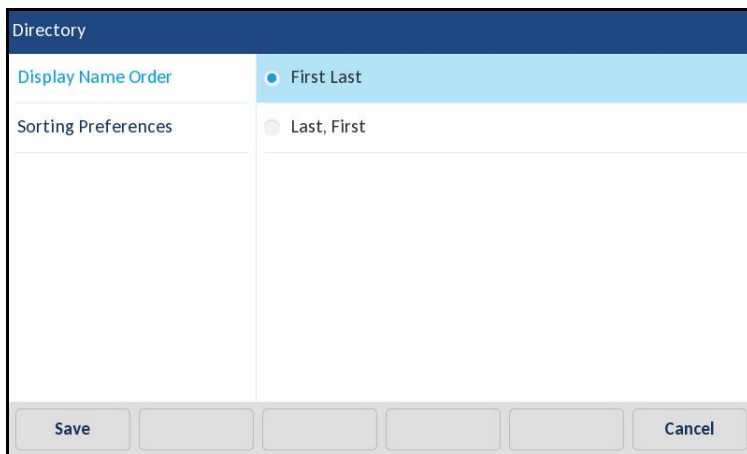 Directory
Display Name Order
First Last
Sorting Preferences
Last, First
Save
Cancel